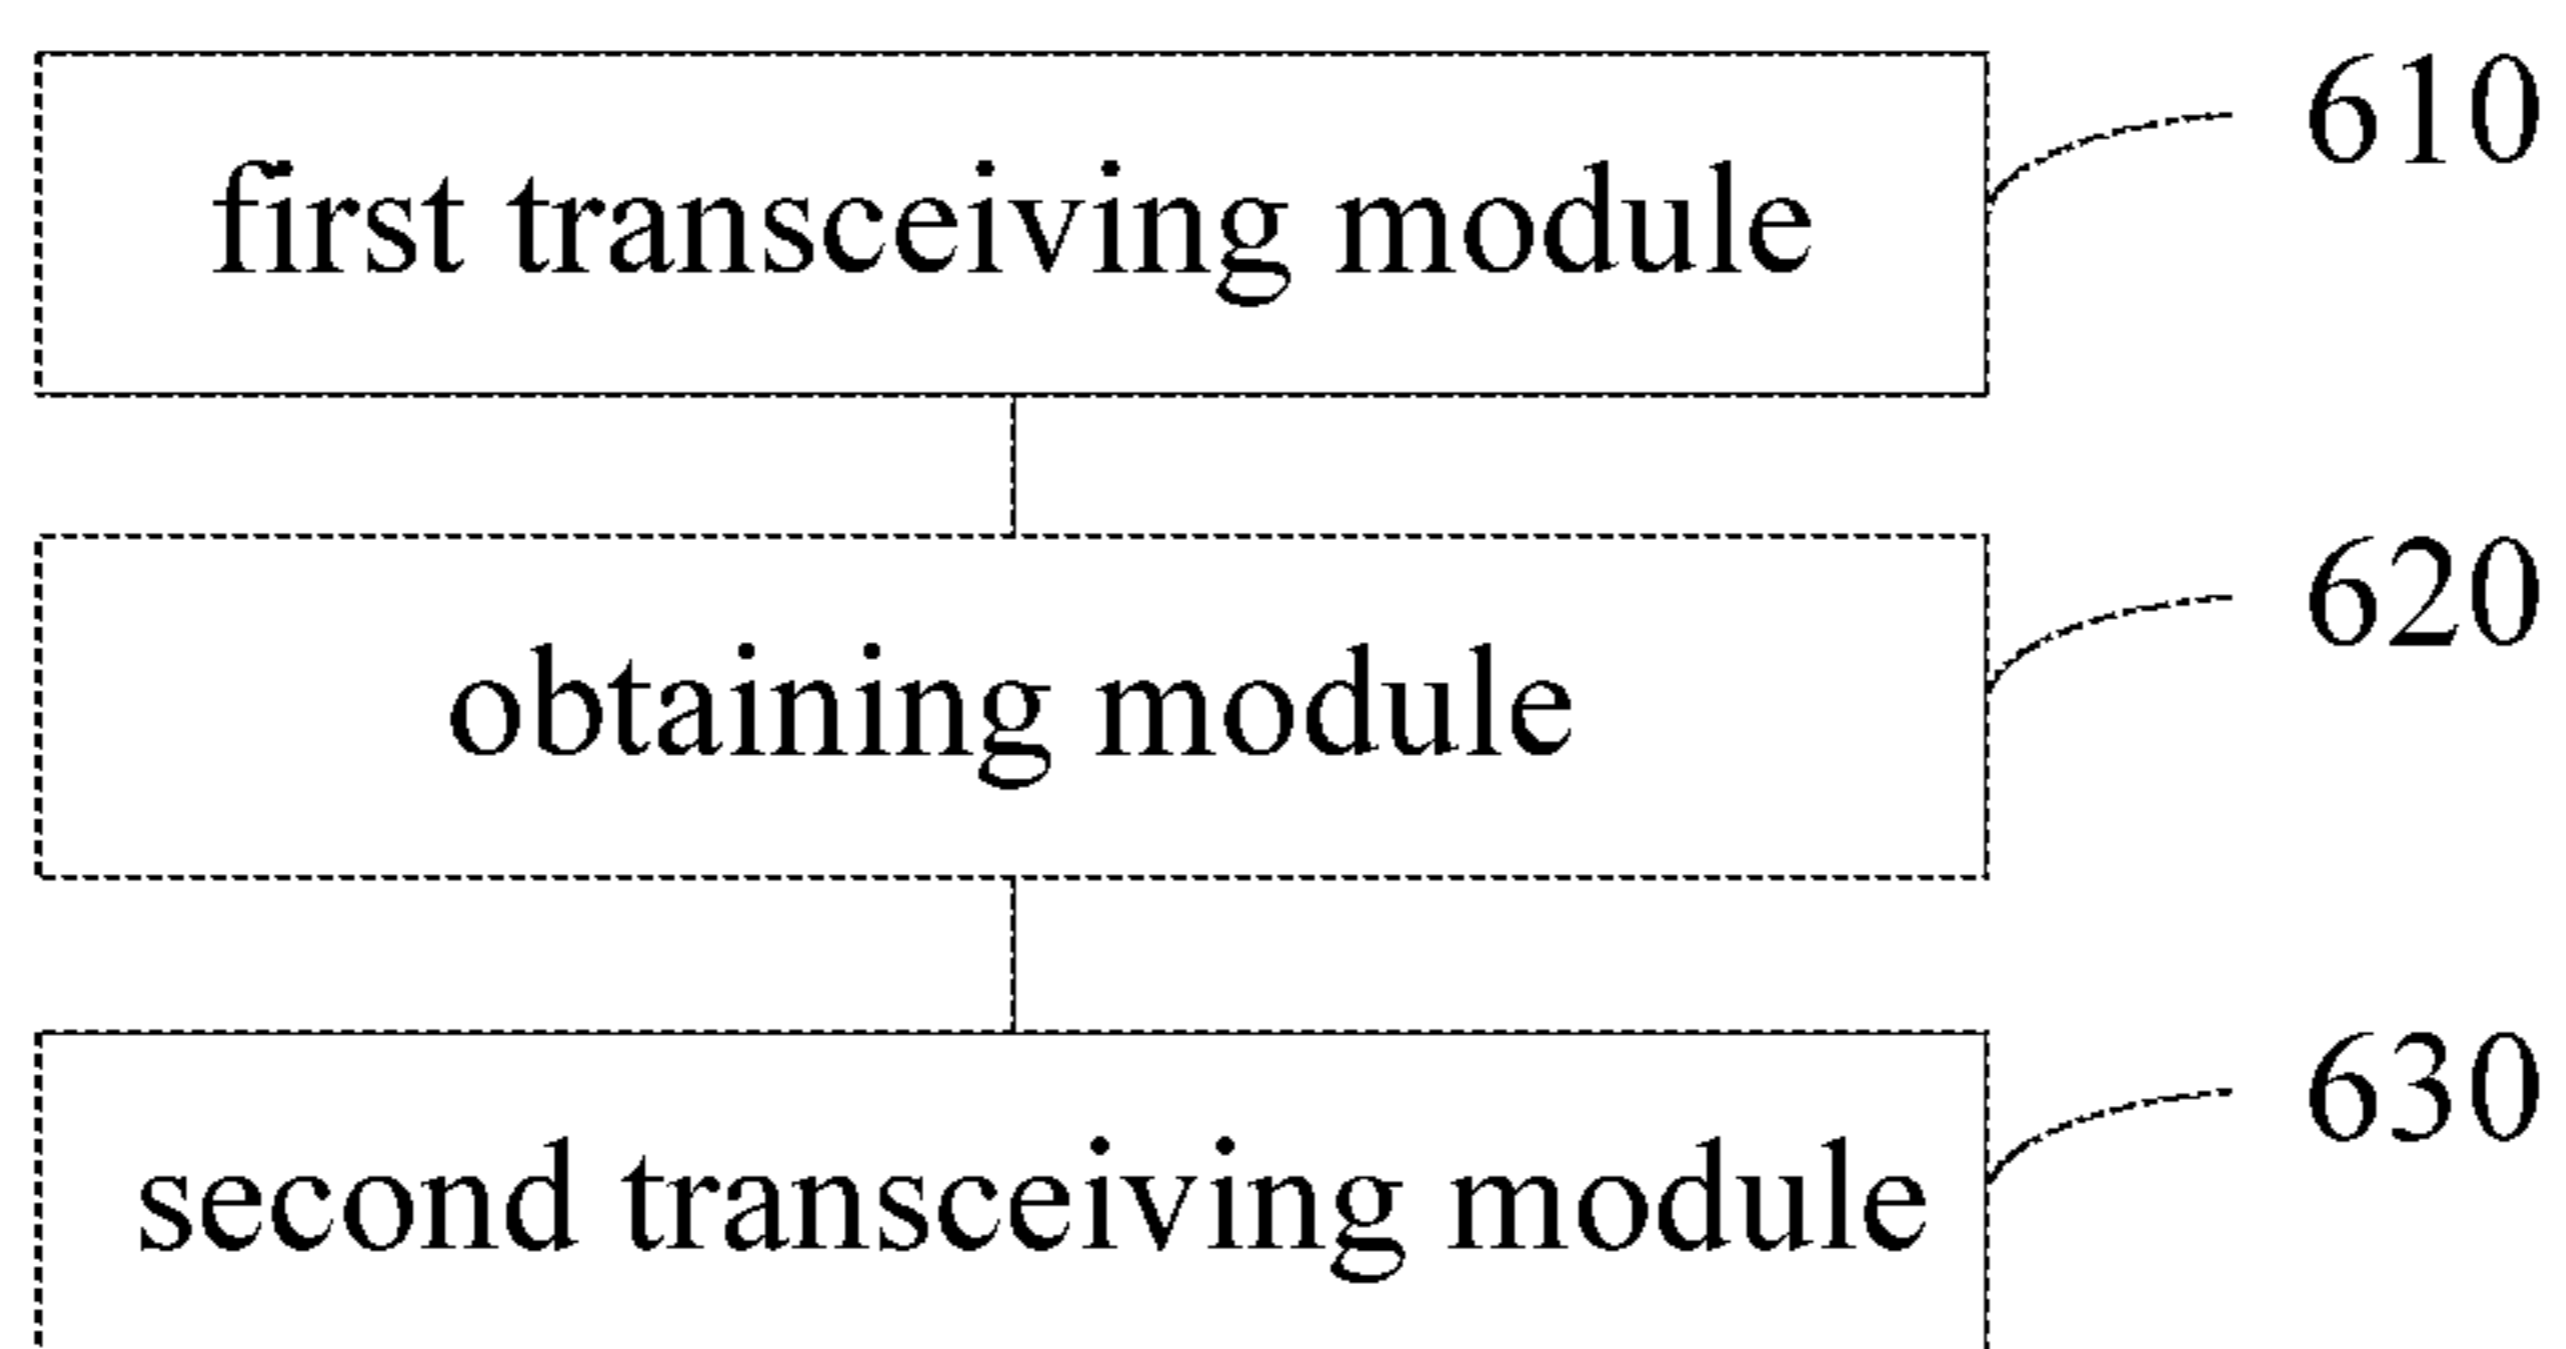 first transceiving module 610
obtaining module 620
second transceiving module 630